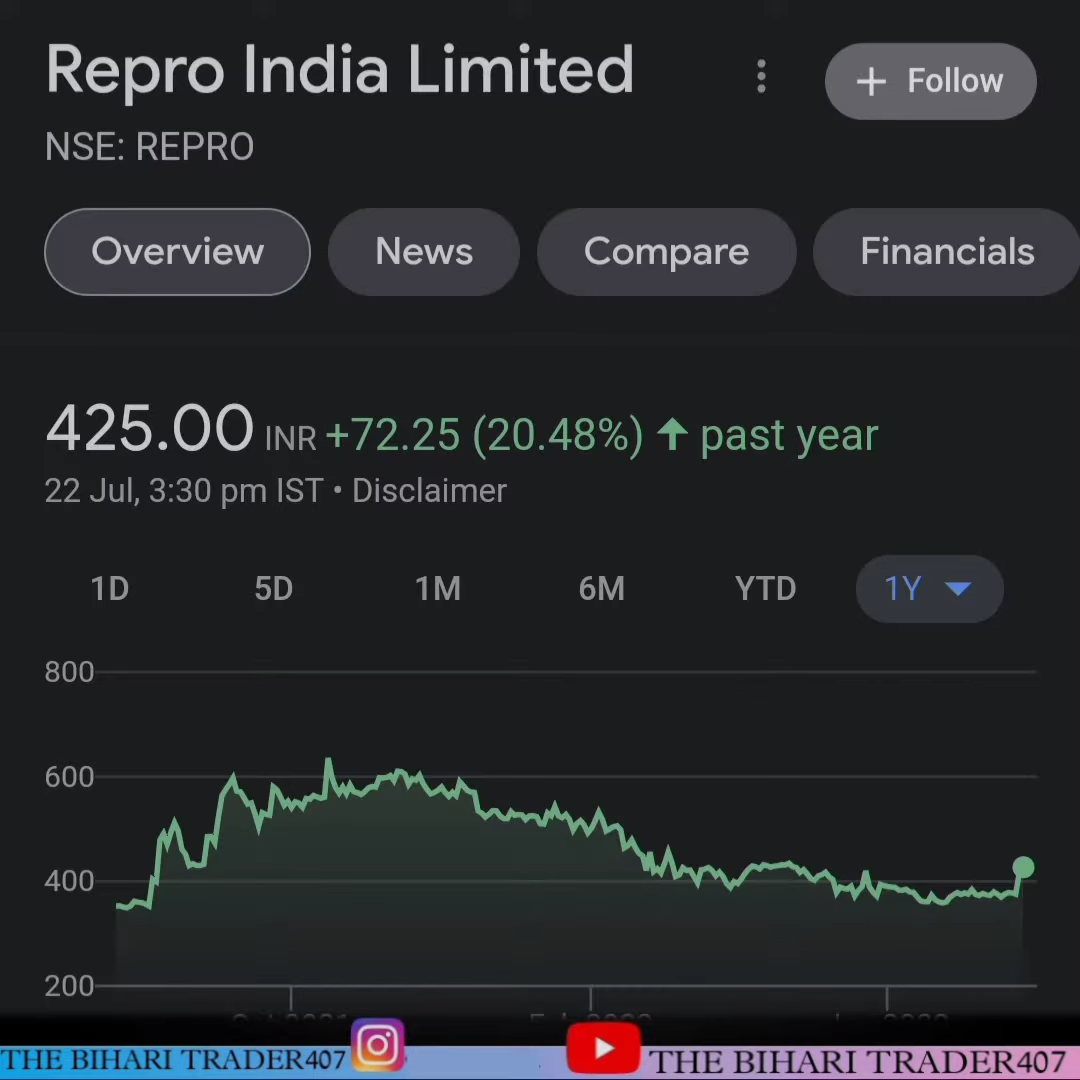 Repro India Limited
+ Follow
NSE: REPRO
Overview
News
Compare
Financials
425.00 INR +72.25 (20.48%) ↑ past year
22 Jul, 3:30 pm IST • Disclaimer
1D 5D 1M 6M YTD 1Y
800
600
400
200
THE BIHARI TRADER407
THE BIHARI TRADER407